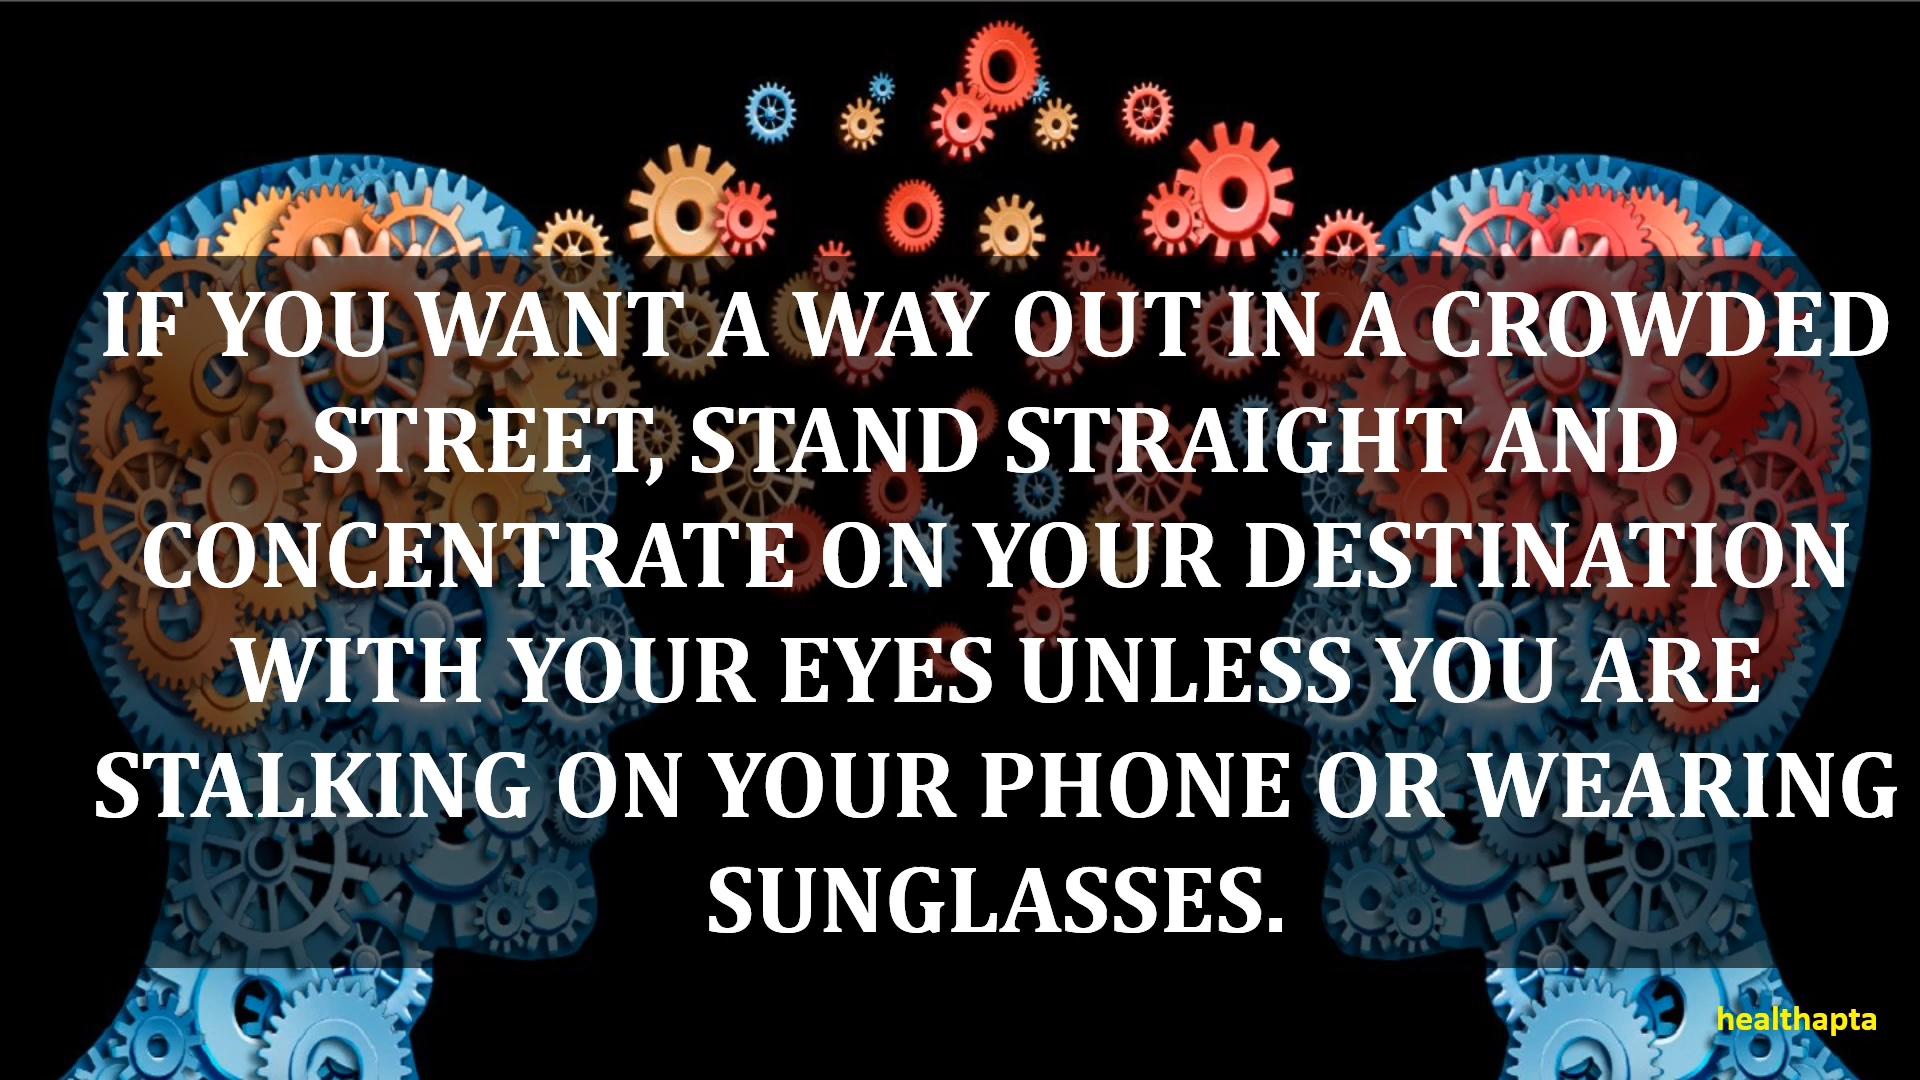 IF YOU WANT A WAY OUT IN A CROWDED
STREET, STAND STRAIGHT AND
CONCENTRATE ON YOUR DESTINATION
WITH YOUR EYES UNLESS YOU ARE
STALKING ON YOUR PHONE OR WEARING
SUNGLASSES.
healthapta